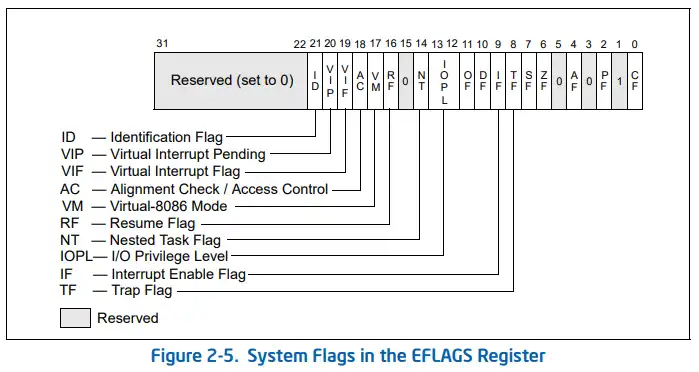 31 22 21 20 19 18 17 16 15 14 13 12 11 10 9 8 7 6 5 4 3 2 1 0
Reserved (set to 0) ID VIP VIF AC VM RF 0 NT IOPL OF DF IF TF SF ZF 0 AF 0 PF 1 CF
ID — Identification Flag
VIP — Virtual Interrupt Pending
VIF — Virtual Interrupt Flag
AC — Alignment Check / Access Control
VM — Virtual-8086 Mode
RF — Resume Flag
NT — Nested Task Flag
IOPL— I/O Privilege Level
IF — Interrupt Enable Flag
TF — Trap Flag
Reserved
Figure 2-5. System Flags in the EFLAGS Register